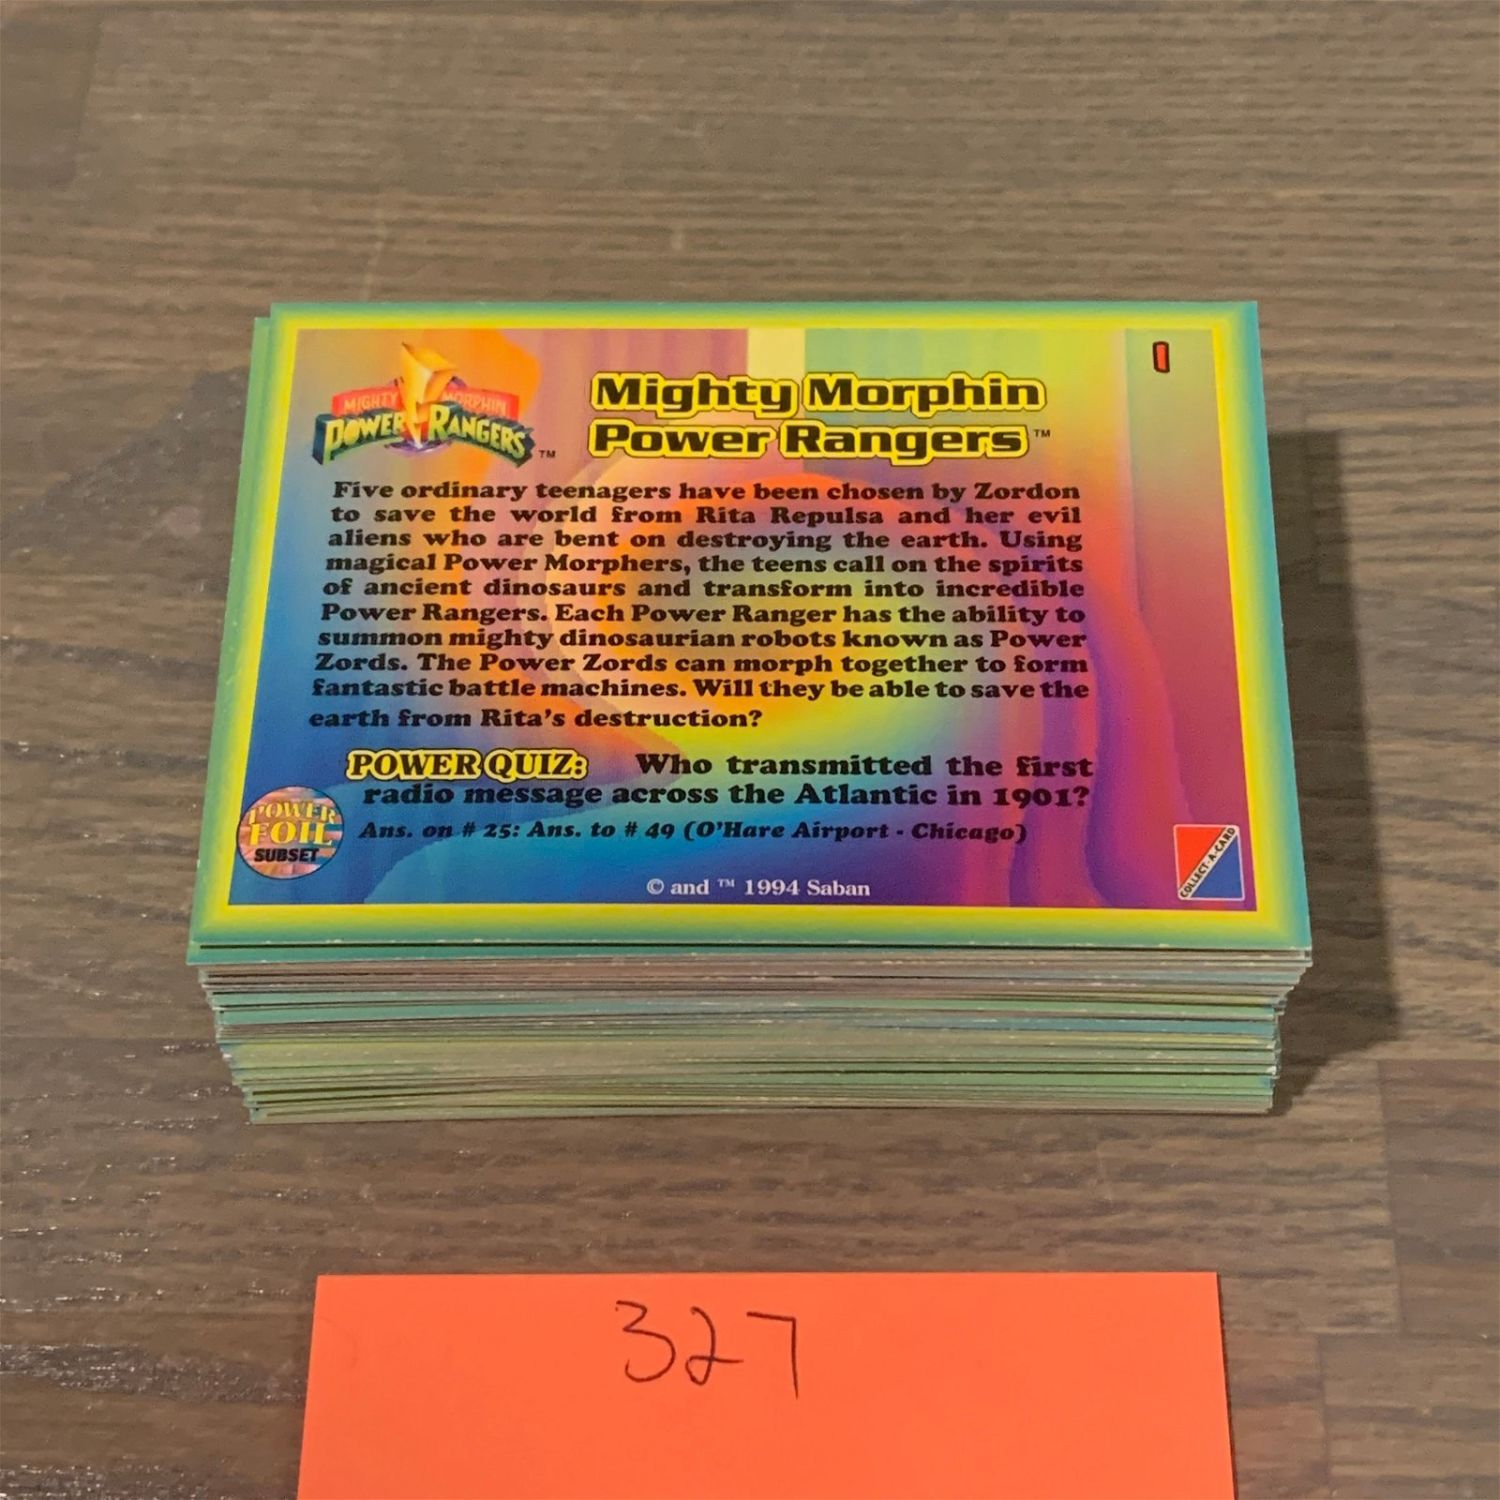 MIGHTY MORPHIN
POWER RANGERS ™
Mighty Morphin
Power Rangers ™
1
Five ordinary teenagers have been chosen by Zordon
to save the world from Rita Repulsa and her evil
aliens who are bent on destroying the earth. Using
magical Power Morphers, the teens call on the spirits
of ancient dinosaurs and transform into incredible
Power Rangers. Each Power Ranger has the ability to
summon mighty dinosaurian robots known as Power
Zords. The Power Zords can morph together to form
fantastic battle machines. Will they be able to save the
earth from Rita's destruction?
POWER QUIZ: Who transmitted the first
radio message across the Atlantic in 1901?
Ans. on # 25: Ans. to # 49 (O'Hare Airport - Chicago)
POWER
FOIL
SUBSET
© and ™ 1994 Saban
COLLECT-A-CARD
327